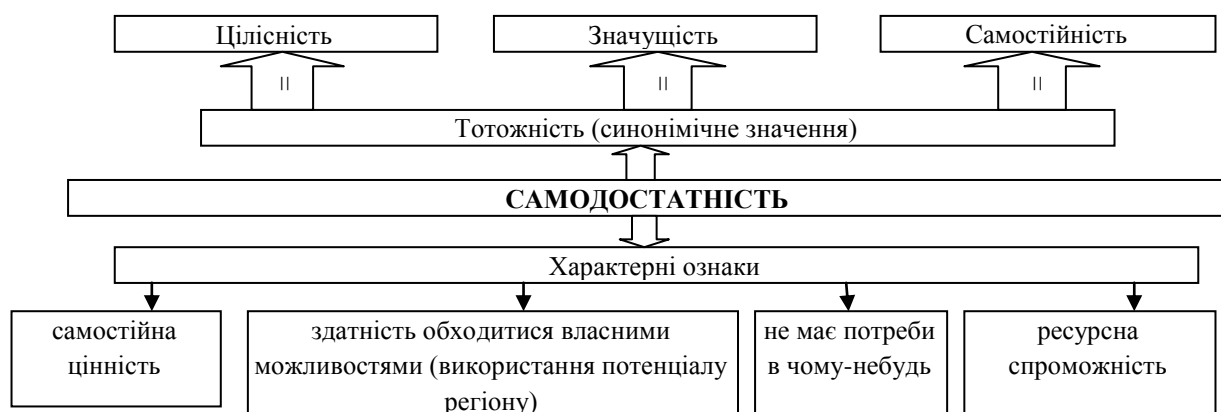 Цілісність
Значущість
Самостійність
=
=
=
Тотожність (синонімічне значення)
САМОДОСТАТНІСТЬ
Характерні ознаки
самостійна
цінність
здатність обходитися власними
можливостями (використання потенціалу
регіону)
не має потреби
в чому-небудь
ресурсна
спроможність